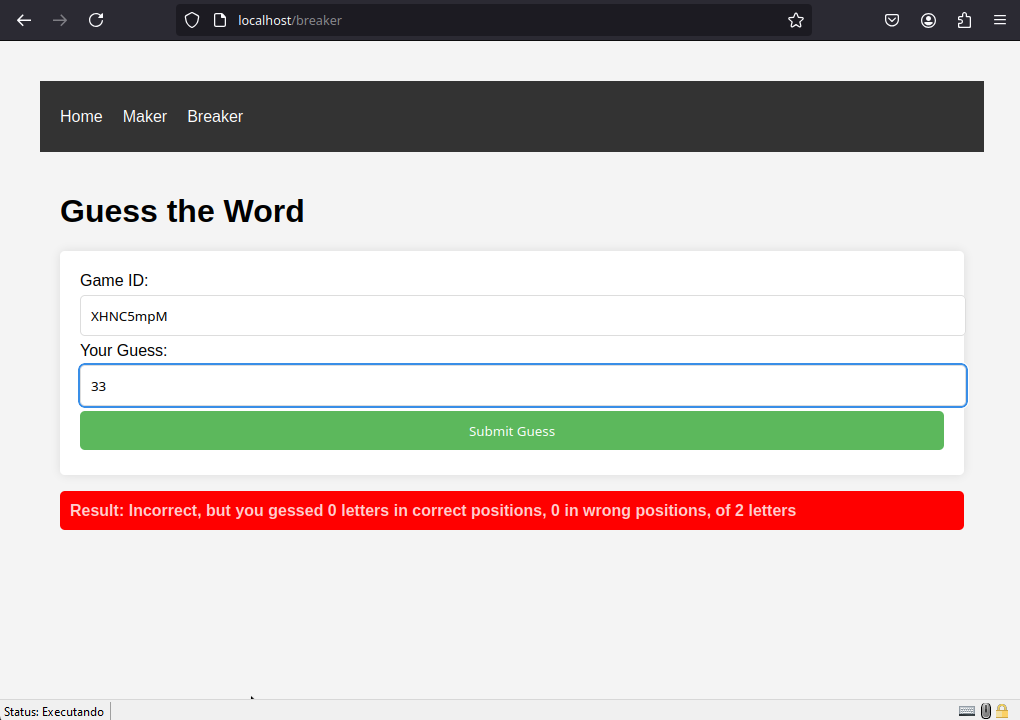 localhost/breaker
Home Maker Breaker
Guess the Word
Game ID:
XHNC5mpM
Your Guess:
33
Submit Guess
Result: Incorrect, but you gessed 0 letters in correct positions, 0 in wrong positions, of 2 letters
Status: Executando